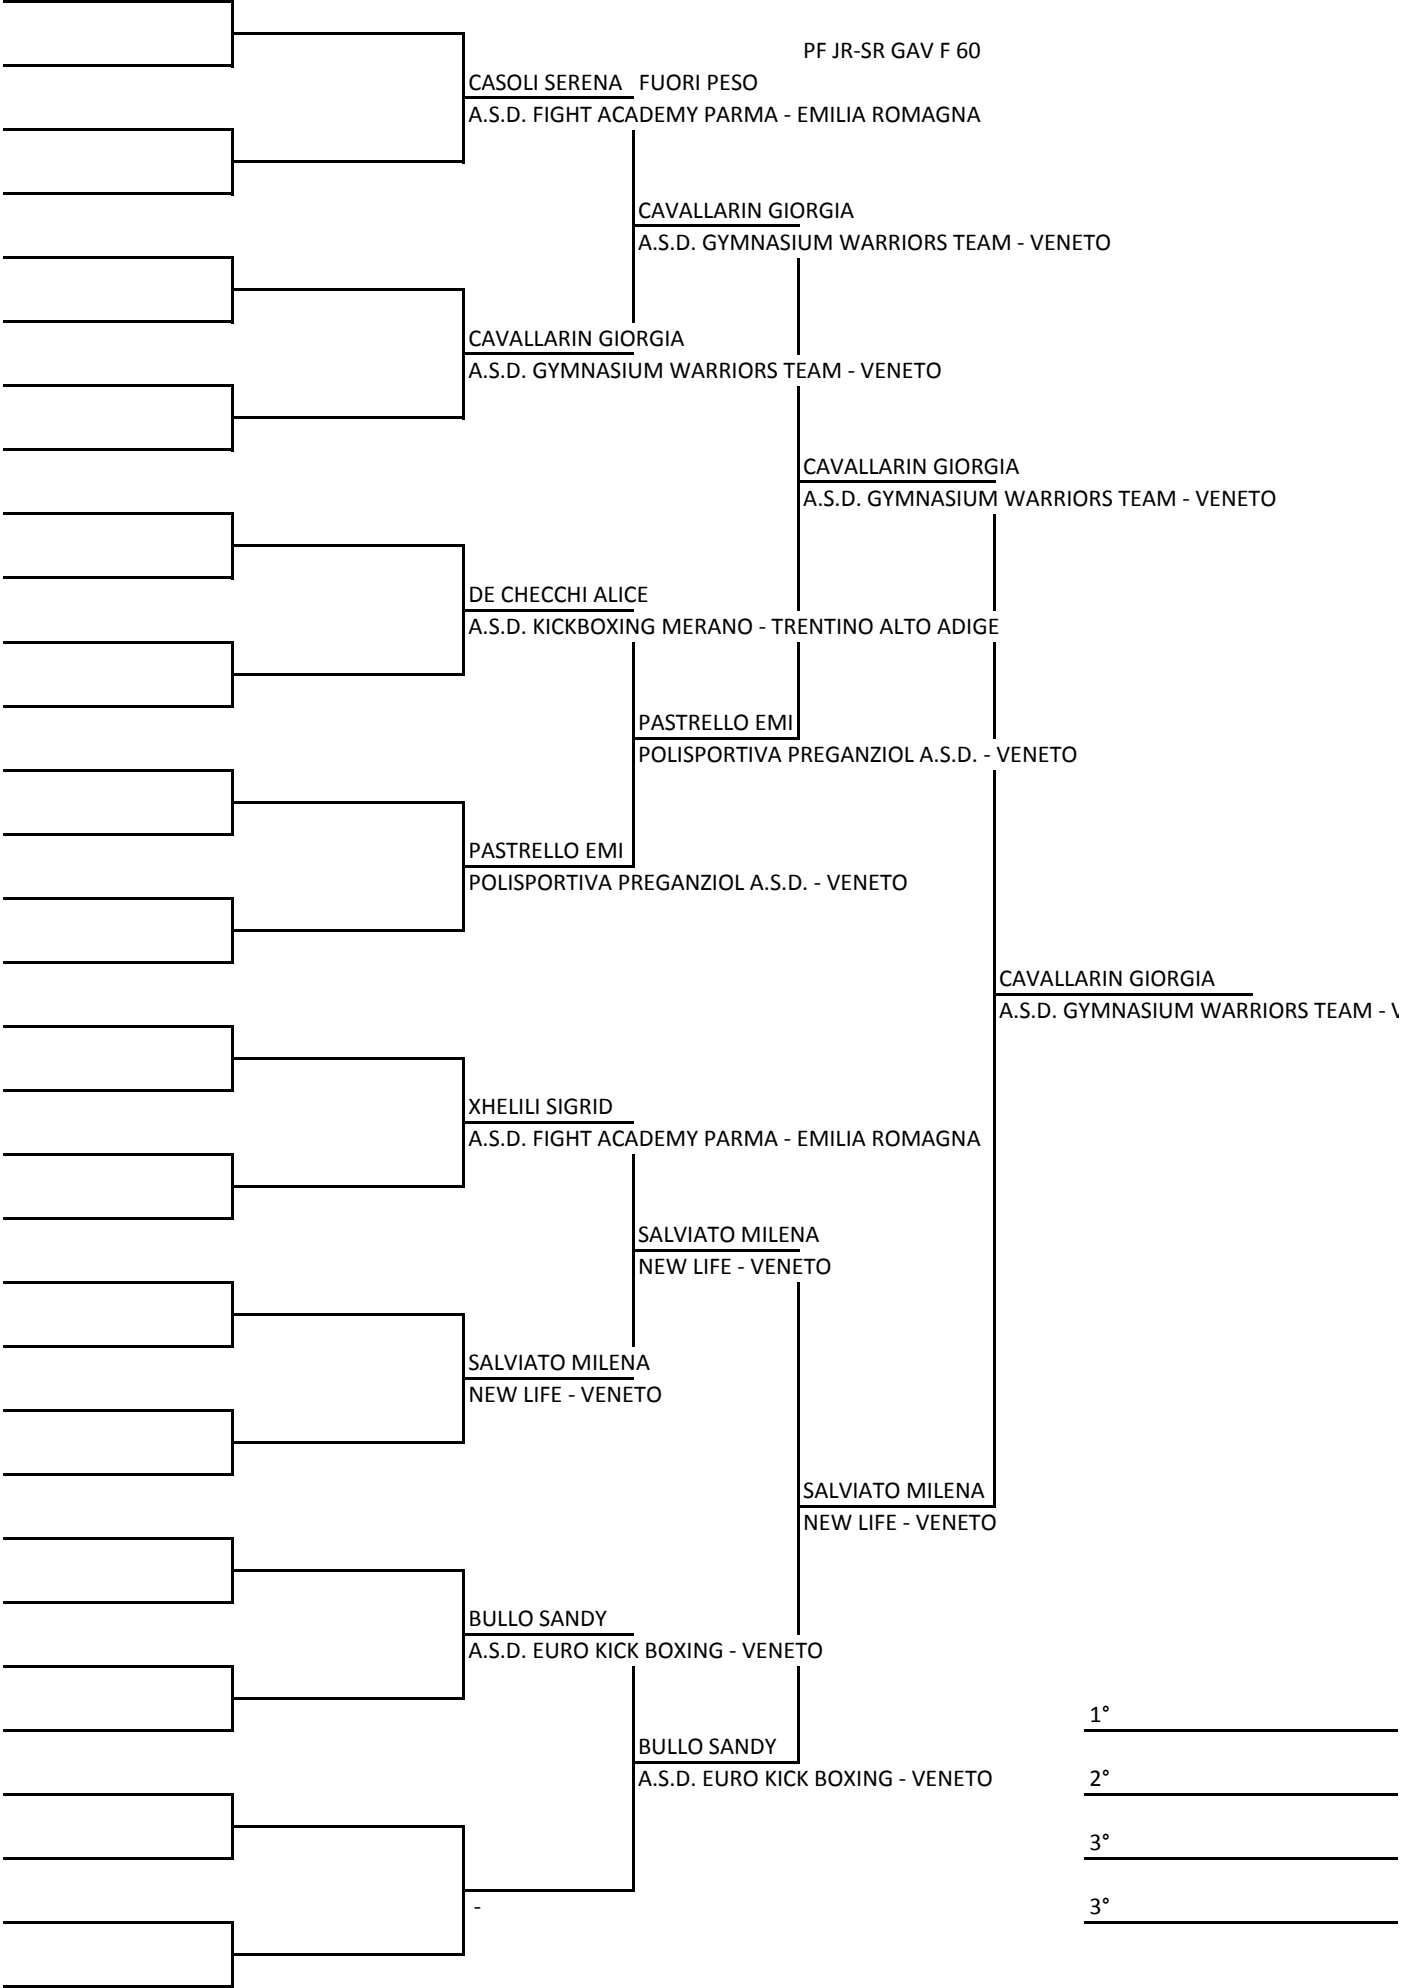 PF JR-SR GAV F 60
CASOLI SERENA FUORI PESO
A.S.D. FIGHT ACADEMY PARMA - EMILIA ROMAGNA
CAVALLARIN GIORGIA
A.S.D. GYMNASIUM WARRIORS TEAM - VENETO
CAVALLARIN GIORGIA
A.S.D. GYMNASIUM WARRIORS TEAM - VENETO
CAVALLARIN GIORGIA
A.S.D. GYMNASIUM WARRIORS TEAM - VENETO
DE CHECCHI ALICE
A.S.D. KICKBOXING MERANO - TRENTINO ALTO ADIGE
PASTRELLO EMI
POLISPORTIVA PREGANZIOL A.S.D. - VENETO
PASTRELLO EMI
POLISPORTIVA PREGANZIOL A.S.D. - VENETO
CAVALLARIN GIORGIA
A.S.D. GYMNASIUM WARRIORS TEAM - V
XHELILI SIGRID
A.S.D. FIGHT ACADEMY PARMA - EMILIA ROMAGNA
SALVIATO MILENA
NEW LIFE - VENETO
SALVIATO MILENA
NEW LIFE - VENETO
SALVIATO MILENA
NEW LIFE - VENETO
BULLO SANDY
A.S.D. EURO KICK BOXING - VENETO
1°
BULLO SANDY
A.S.D. EURO KICK BOXING - VENETO
2°
3°
-
3°